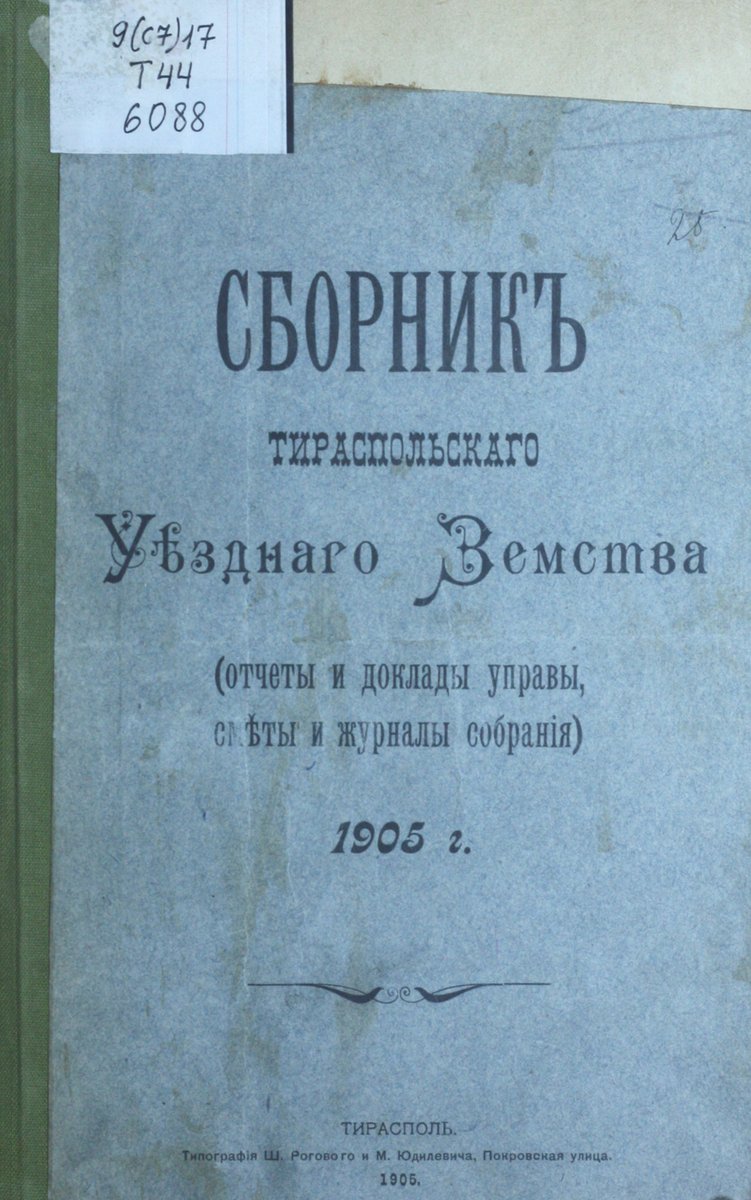 9(с7)17
Т44
6088
25
СБОРНИКЪ
ТИРАСПОЛЬСКАГО
Уѣзднаго Земства
(отчеты и доклады управы,
смѣты и журналы собранія)
1905 г.
ТИРАСПОЛЬ.
Типографія Ш. Рогового и М. Юдилевича, Покровская улица.
1905.